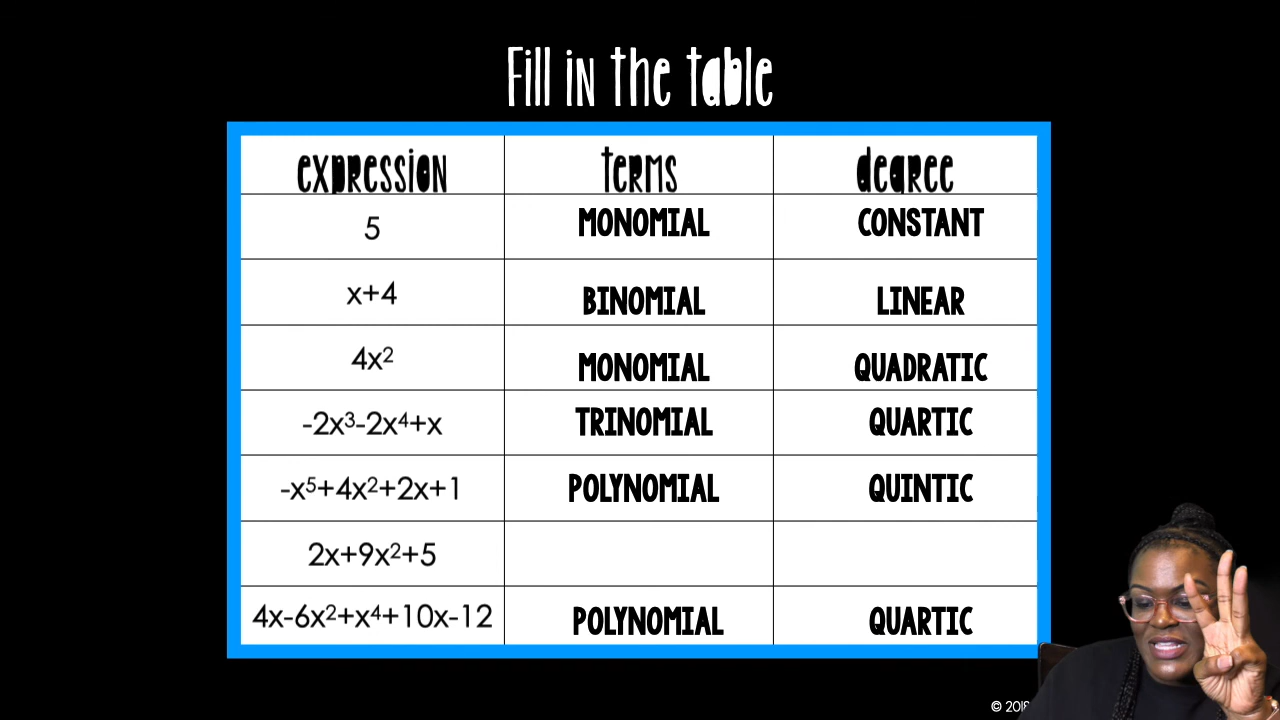 Fill in the table
expression terms degree
5 MONOMIAL CONSTANT
x+4 BINOMIAL LINEAR
4x² MONOMIAL QUADRATIC
-2x³-2x⁴+x TRINOMIAL QUARTIC
-x⁵+4x²+2x+1 POLYNOMIAL QUINTIC
2x+9x²+5
4x-6x²+x⁴+10x-12 POLYNOMIAL QUARTIC
© 2018